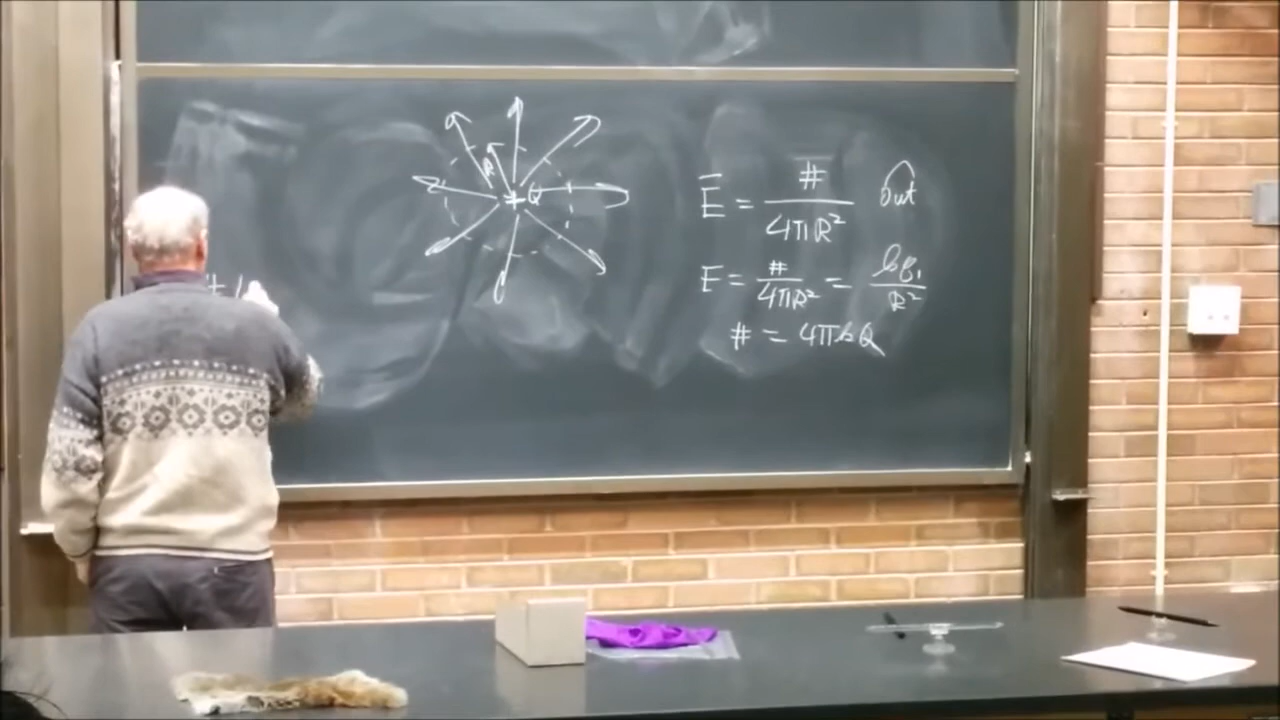 R
Q
E = # / 4πR² out
E = # / 4πR² = kq₁ / R²
# = 4πkQ
#